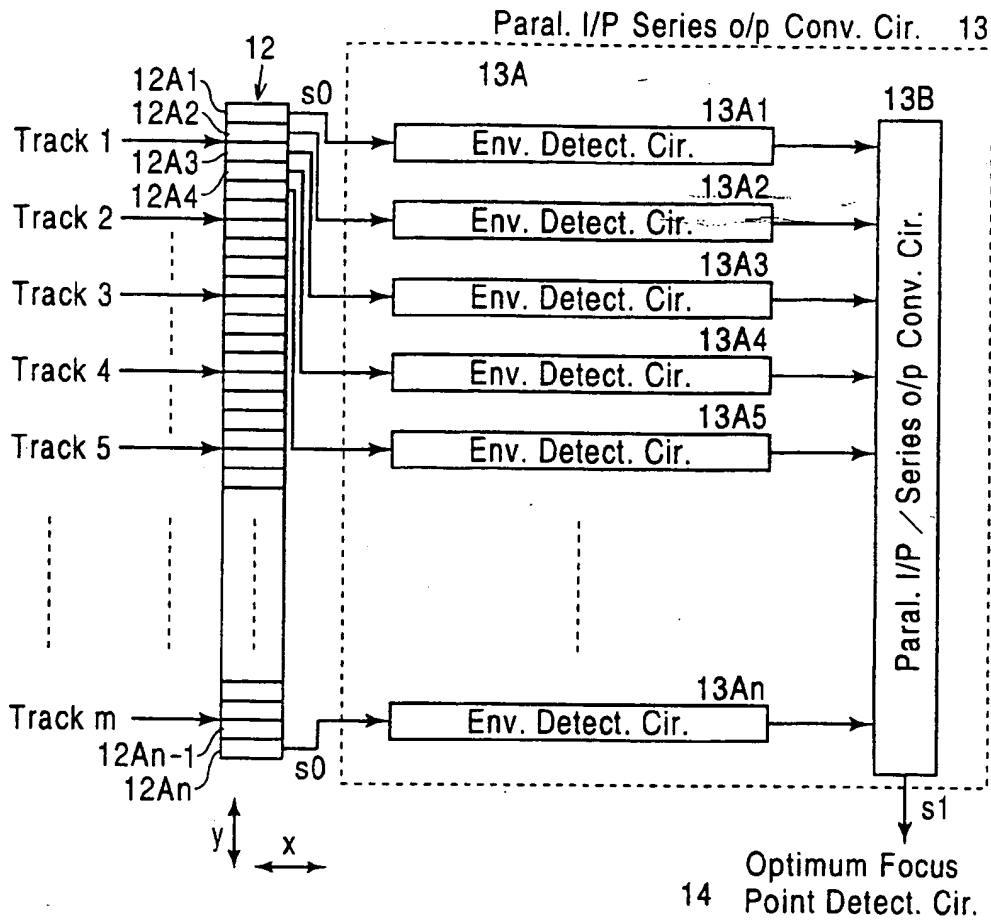 Paral. I/P Series o/p Conv. Cir. 13
12
12A1
s0
13A
13B
12A2
13A1
Track 1
Env. Detect. Cir.
12A3
12A4
13A2
Track 2
Env. Detect. Cir.
13A3
Track 3
Env. Detect. Cir.
13A4
Track 4
Env. Detect. Cir.
13A5
Track 5
Env. Detect. Cir.
Paral. I/P / Series o/p Conv. Cir.
13An
Track m
Env. Detect. Cir.
12An-1
s0
12An
s1
y
x
Optimum Focus
14 Point Detect. Cir.